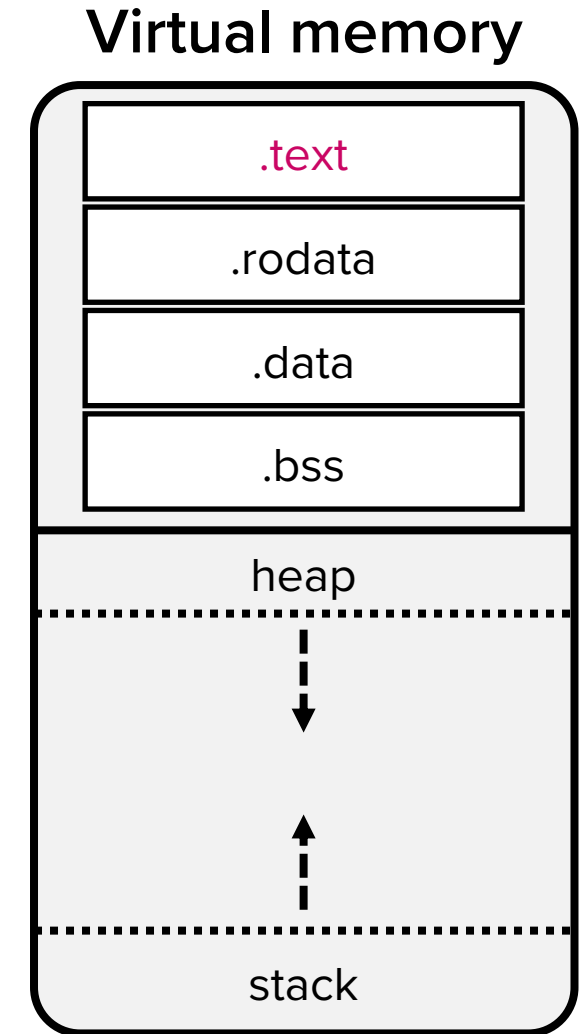 Virtual memory
.text
.rodata
.data
.bss
heap
stack